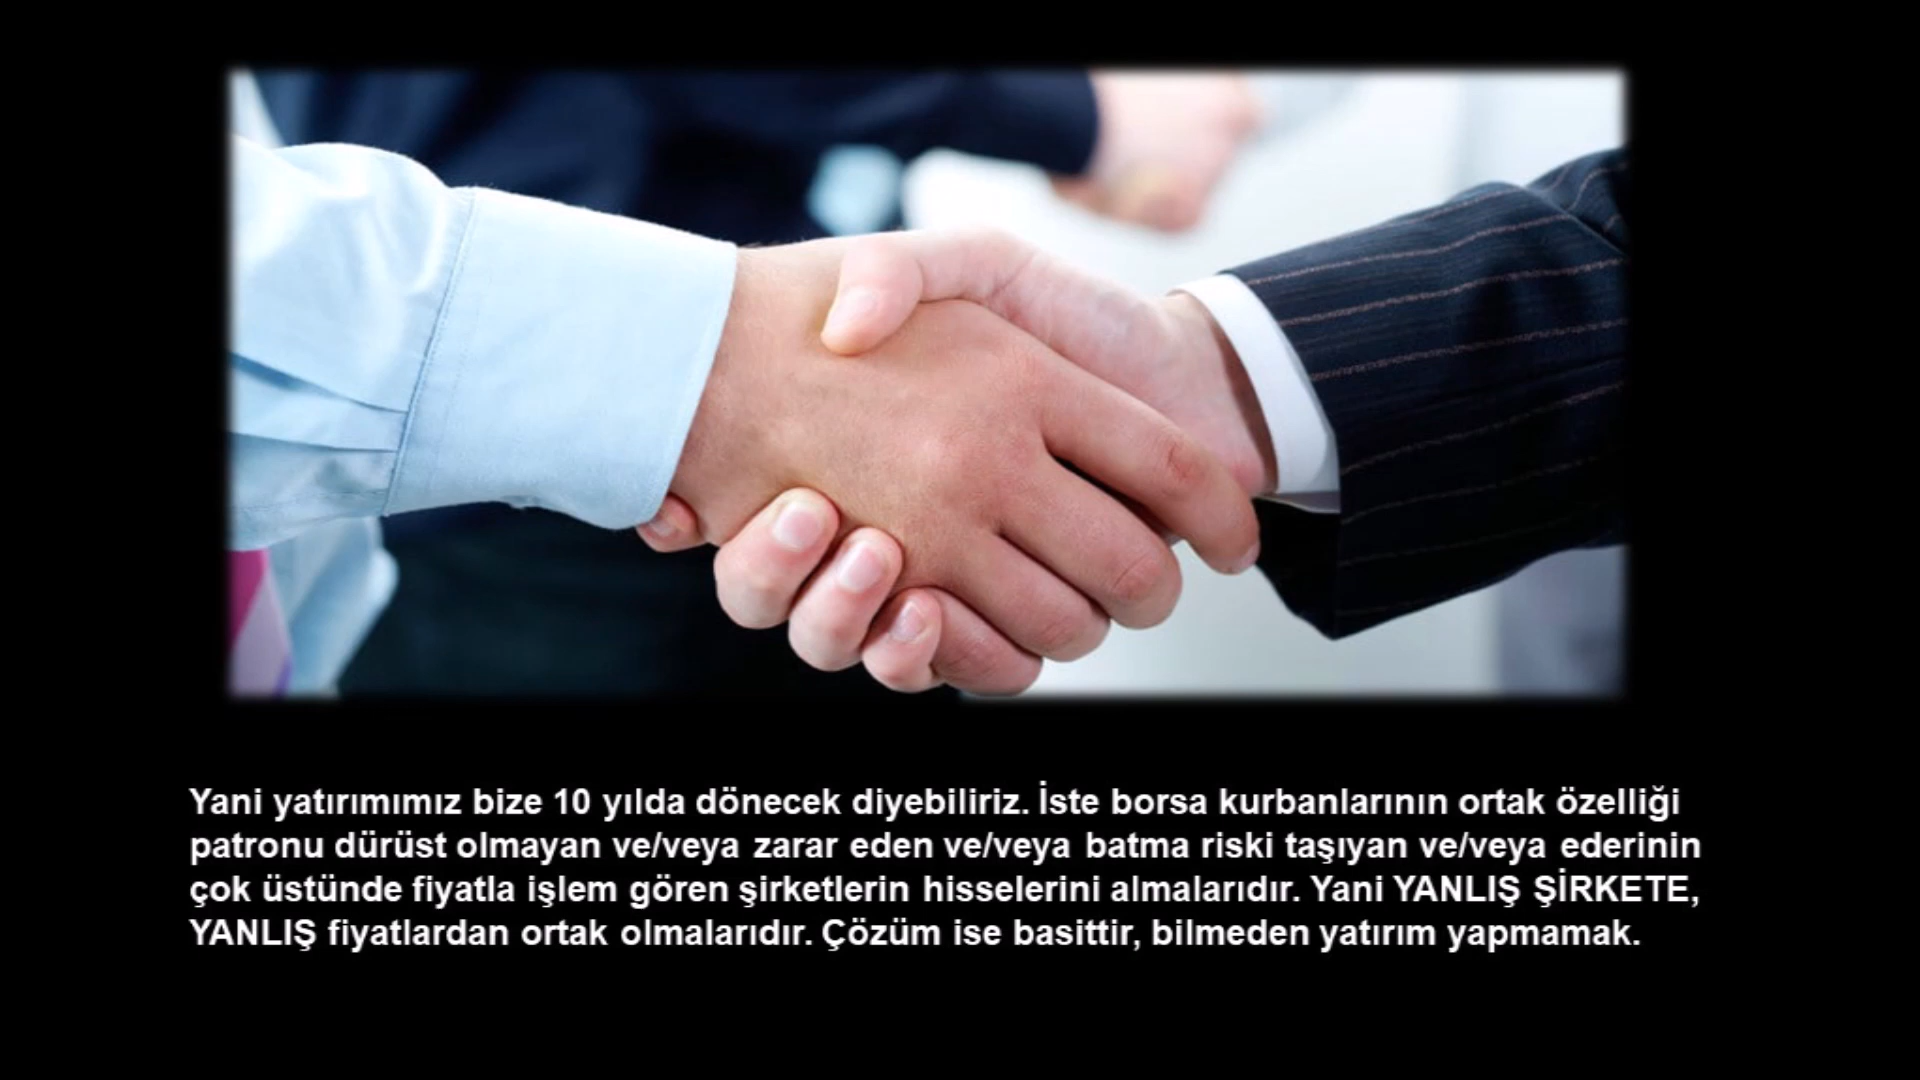 Yani yatırımımız bize 10 yılda dönecek diyebiliriz. İste borsa kurbanlarının ortak özelliği
patronu dürüst olmayan ve/veya zarar eden ve/veya batma riski taşıyan ve/veya ederinin
çok üstünde fiyatla işlem gören şirketlerin hisselerini almalarıdır. Yani YANLIŞ ŞİRKETE,
YANLIŞ fiyatlardan ortak olmalarıdır. Çözüm ise basittir, bilmeden yatırım yapmamak.